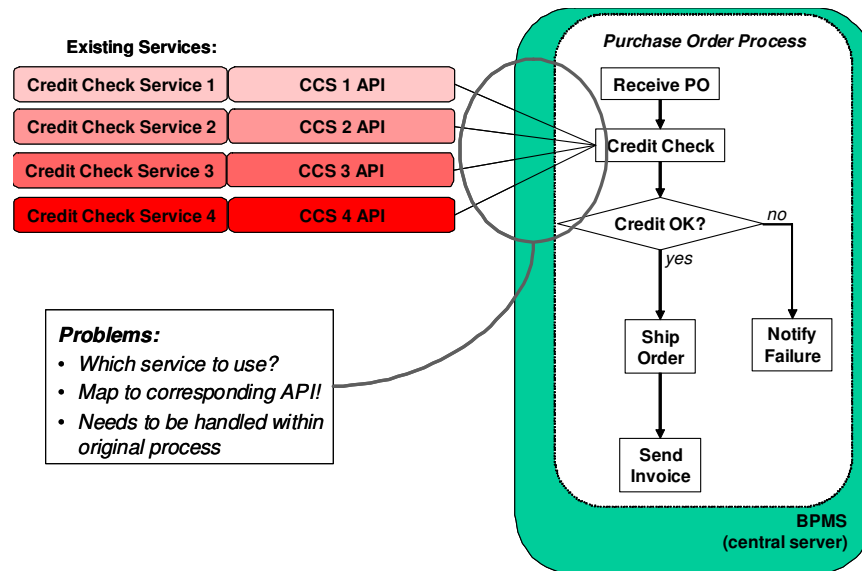 Existing Services:
Credit Check Service 1
CCS 1 API
Credit Check Service 2
CCS 2 API
Credit Check Service 3
CCS 3 API
Credit Check Service 4
CCS 4 API
Problems:
• Which service to use?
• Map to corresponding API!
• Needs to be handled within
original process
Purchase Order Process
Receive PO
Credit Check
Credit OK?
no
yes
Ship
Order
Notify
Failure
Send
Invoice
BPMS
(central server)